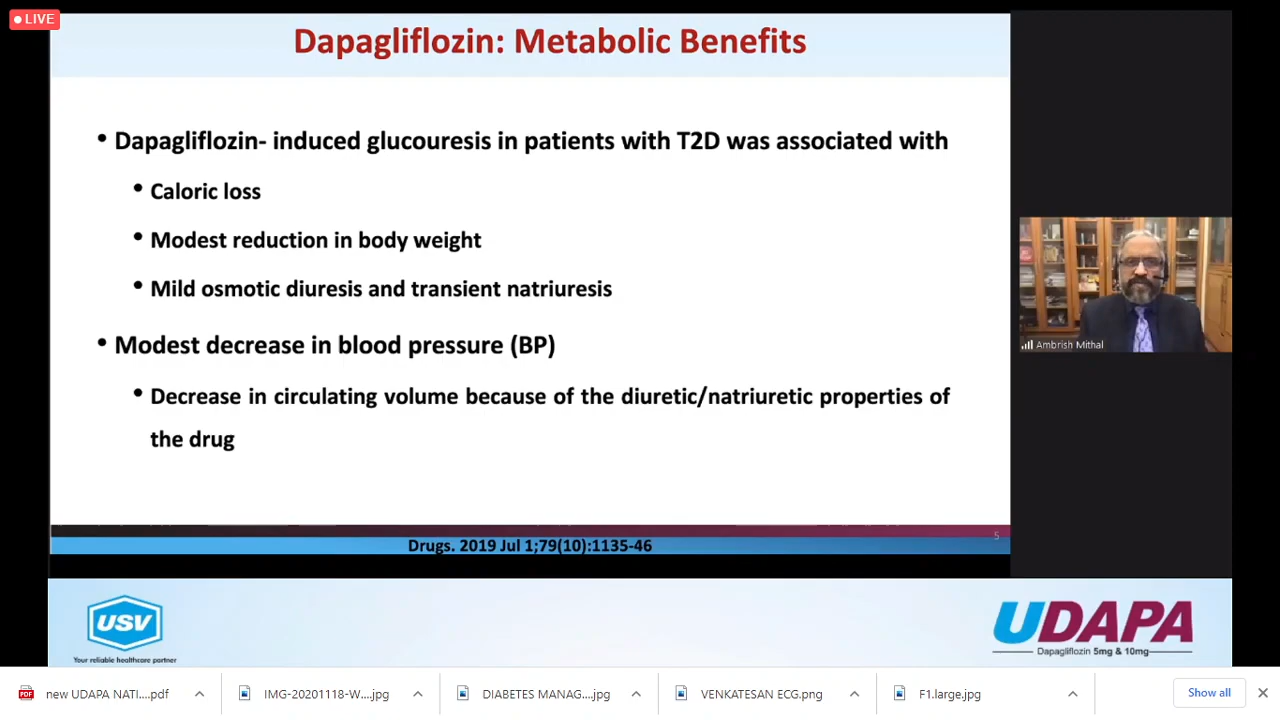 LIVE
Dapagliflozin: Metabolic Benefits
• Dapagliflozin- induced glucouresis in patients with T2D was associated with
• Caloric loss
• Modest reduction in body weight
• Mild osmotic diuresis and transient natriuresis
• Modest decrease in blood pressure (BP)
• Decrease in circulating volume because of the diuretic/natriuretic properties of
the drug
Ambrish Mithal
5
Drugs. 2019 Jul 1;79(10):1135-46
USV
Your reliable healthcare partner
UDAPA
Dapagliflozin 5mg & 10mg
PDF
new UDAPA NATI....pdf
IMG-20201118-W....jpg
DIABETES MANAG....jpg
VENKATESAN ECG.png
F1.large.jpg
Show all